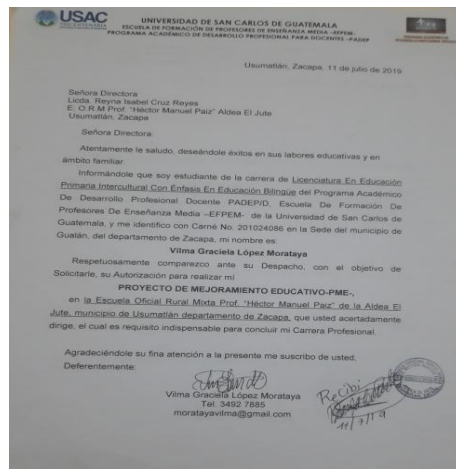 USAC
TRICENTENARIA
UNIVERSIDAD DE SAN CARLOS DE GUATEMALA
ESCUELA DE FORMACIÓN DE PROFESORES DE ENSEÑANZA MEDIA -EFPEM-
PROGRAMA ACADÉMICO DE DESARROLLO PROFESIONAL PARA DOCENTES -PADEP
Usumatlán, Zacapa, 11 de julio de 2019
Señora Directora
Licda. Reyna Isabel Cruz Reyes
E. O.R.M Prof. "Héctor Manuel Paiz" Aldea El Jute
Usumatlán, Zacapa
Señora Directora:
Atentamente le saludo, deseándole éxitos en sus labores educativas y en
ámbito familiar.
Informándole que soy estudiante de la carrera de Licenciatura En Educación
Primaria Intercultural Con Énfasis En Educación Bilingüe del Programa Académico
De Desarrollo Profesional Docente PADEP/D, Escuela De Formación De
Profesores De Enseñanza Media –EFPEM- de la Universidad de San Carlos de
Guatemala, y me identifico con Carné No. 201024086 en la Sede del municipio de
Gualán, del departamento de Zacapa, mi nombre es:
Vilma Graciela López Morataya
Respetuosamente comparezco ante su Despacho, con el objetivo de
Solicitarle, su Autorización para realizar mi
PROYECTO DE MEJORAMIENTO EDUCATIVO-PME-,
en la Escuela Oficial Rural Mixta Prof. "Héctor Manuel Paiz" de la Aldea El
Jute, municipio de Usumatlán departamento de Zacapa, que usted acertadamente
dirige, el cual es requisito indispensable para concluir mi Carrera Profesional.
Agradeciéndole su fina atención a la presente me suscribo de usted.
Deferentemente:
Vilma Graciela López Morataya
Tel. 3492 7885
moratayavilma@gmail.com
Recibí
11/7/19